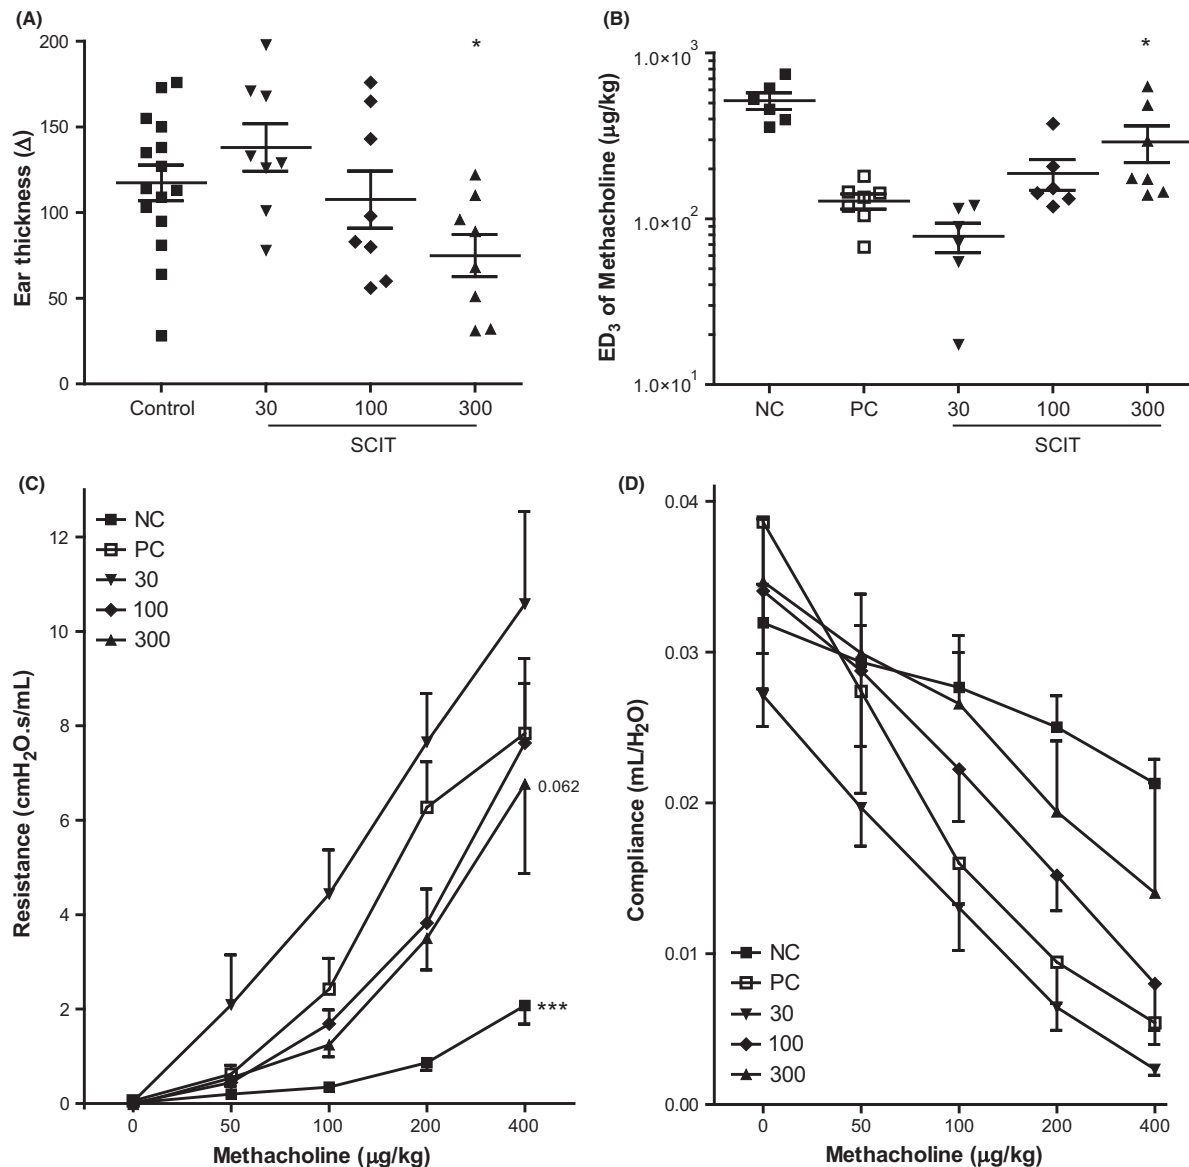 (A)
Ear thickness (Δ)
200
150
100
50
0
*
Control 30 100 300
SCIT
(B)
ED3 of Methacholine (μg/kg)
1.0×10³
1.0×10²
1.0×10¹
*
NC PC 30 100 300
SCIT
(C)
Resistance (cmH2O.s/mL)
12
10
8
6
4
2
0
NC
PC
30
100
300
0.062
***
0 50 100 200 400
Methacholine (μg/kg)
(D)
Compliance (mL/H2O)
0.04
0.03
0.02
0.01
0.00
NC
PC
30
100
300
0 50 100 200 400
Methacholine (μg/kg)